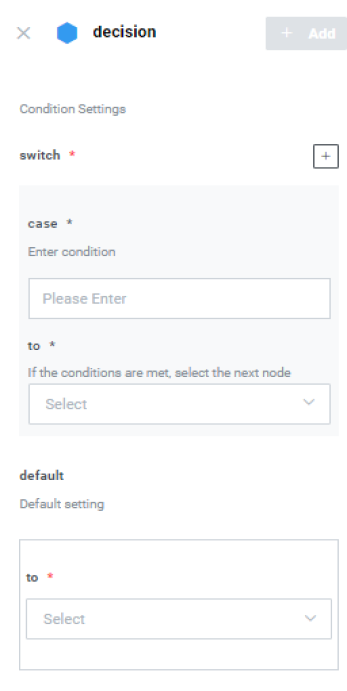 decision
+ Add
Condition Settings
switch *
+
case *
Enter condition
Please Enter
to *
If the conditions are met, select the next node
Select
default
Default setting
to *
Select